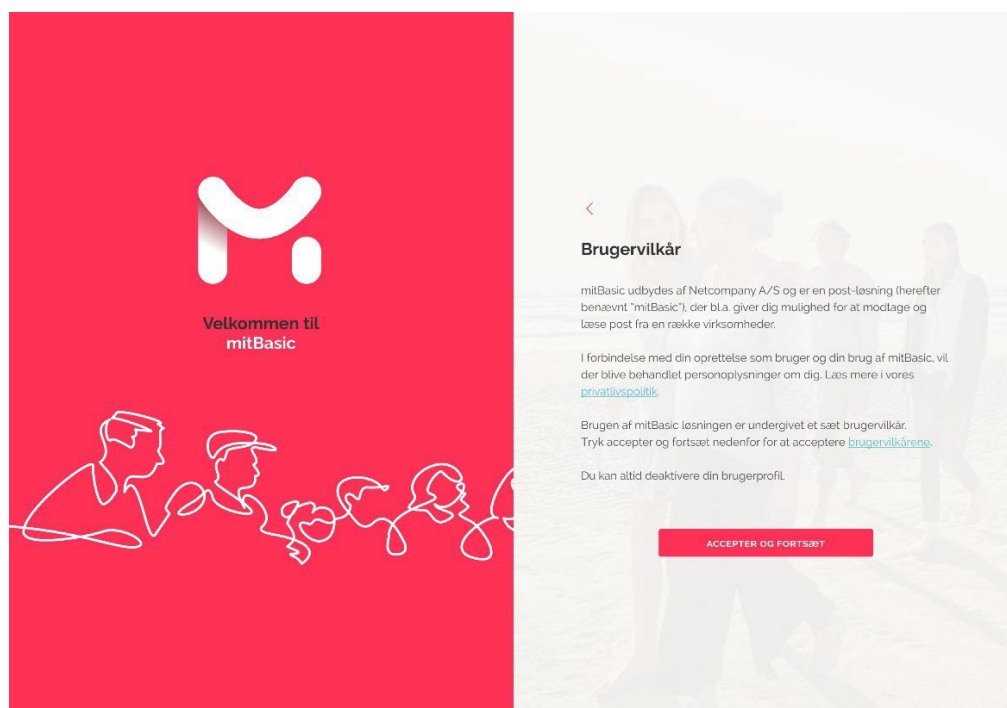 Velkommen til
mitBasic
Brugervilkår
mitBasic udbydes af Netcompany A/S og er en post-løsning (herefter
benævnt "mitBasic"), der bl.a. giver dig mulighed for at modtage og
læse post fra en række virksomheder.
I forbindelse med din oprettelse som bruger og din brug af mitBasic, vil
der blive behandlet personoplysninger om dig. Læs mere i vores
privatlivspolitik.
Brugen af mitBasic løsningen er undergivet et sæt brugervilkår.
Tryk accepter og fortsæt nedenfor for at acceptere brugervilkårene.
Du kan altid deaktivere din brugerprofil.
ACCEPTER OG FORTSæT